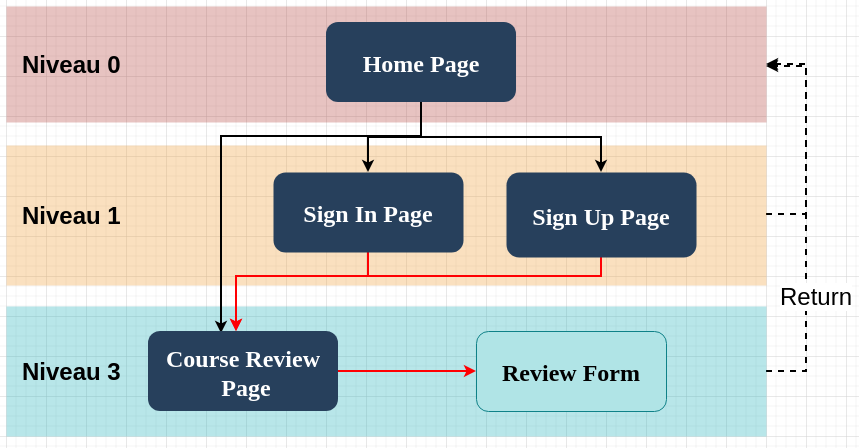 Niveau 0
Home Page
Niveau 1
Sign In Page
Sign Up Page
Return
Niveau 3
Course Review
Page
Review Form